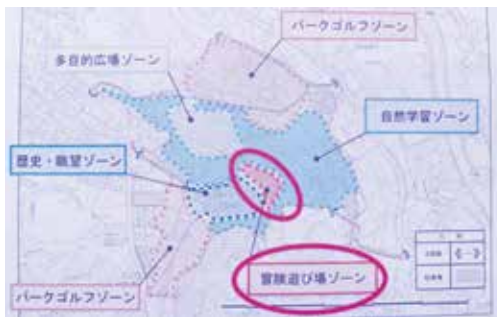 パークゴルフゾーン
多目的広場ゾーン
自然学習ゾーン
歴史・眺望ゾーン
冒険遊び場ゾーン
パークゴルフゾーン